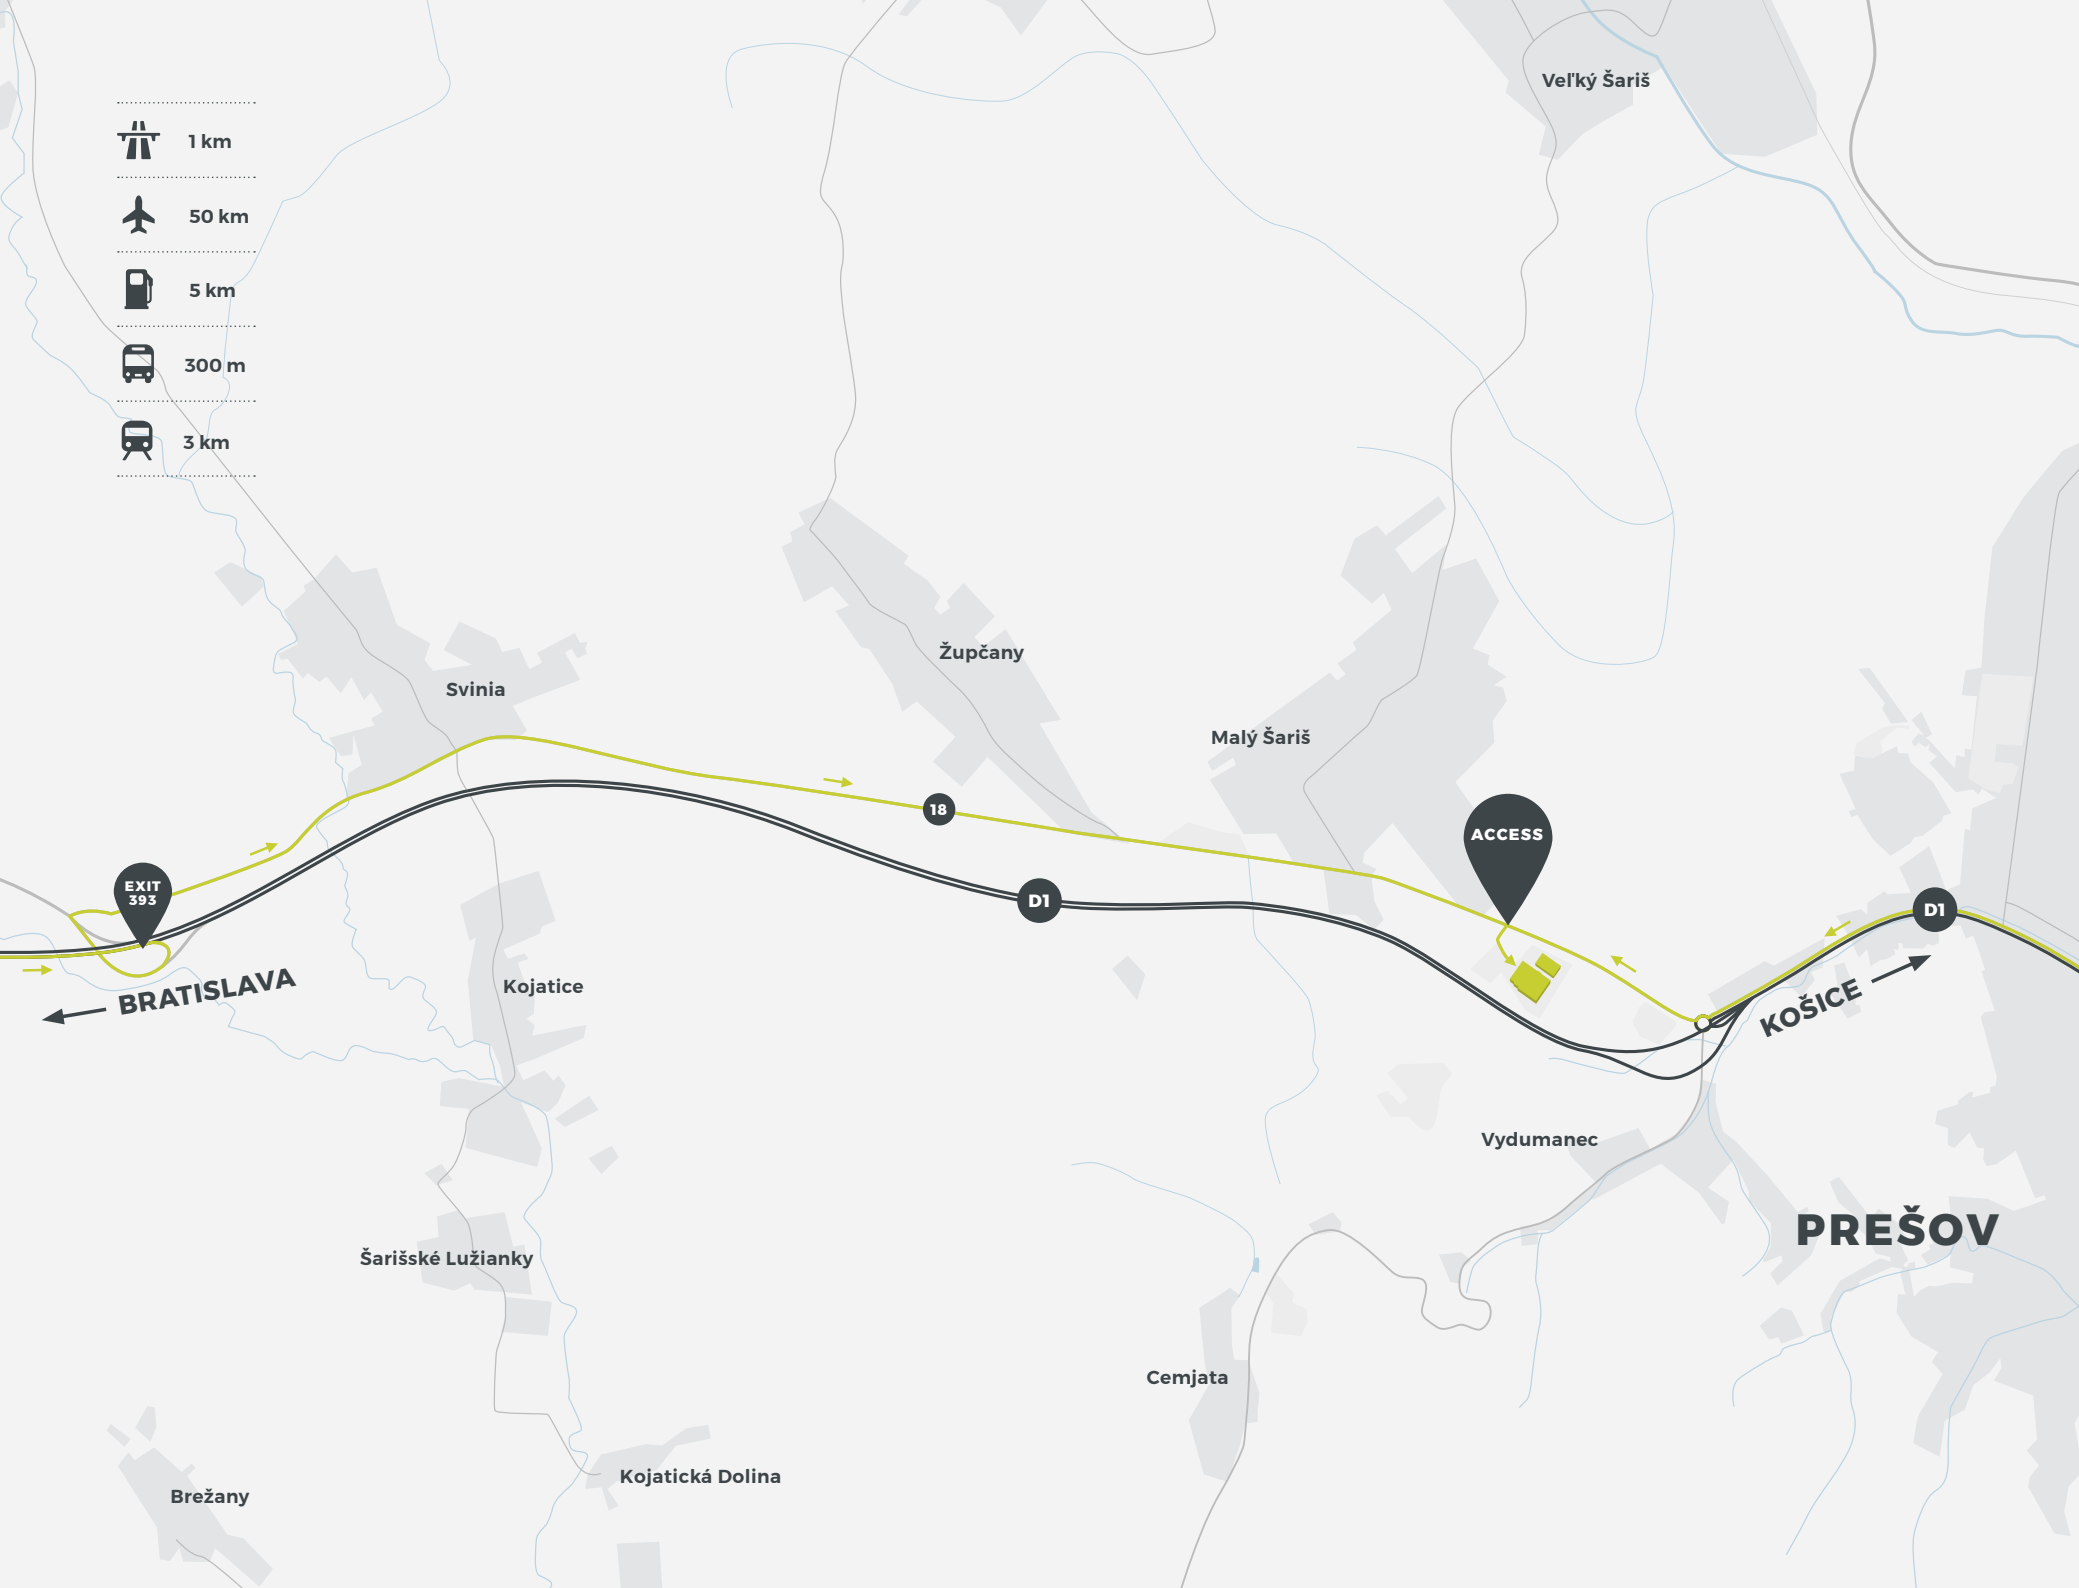 Veľký Šariš
1 km
50 km
5 km
300 m
3 km
Župčany
Svinia
Malý Šariš
18
ACCESS
EXIT
393
D1
D1
BRATISLAVA
Kojatice
KOŠICE
Vydumanec
PREŠOV
Šarišské Lužianky
Cemjata
Kojatická Dolina
Brežany